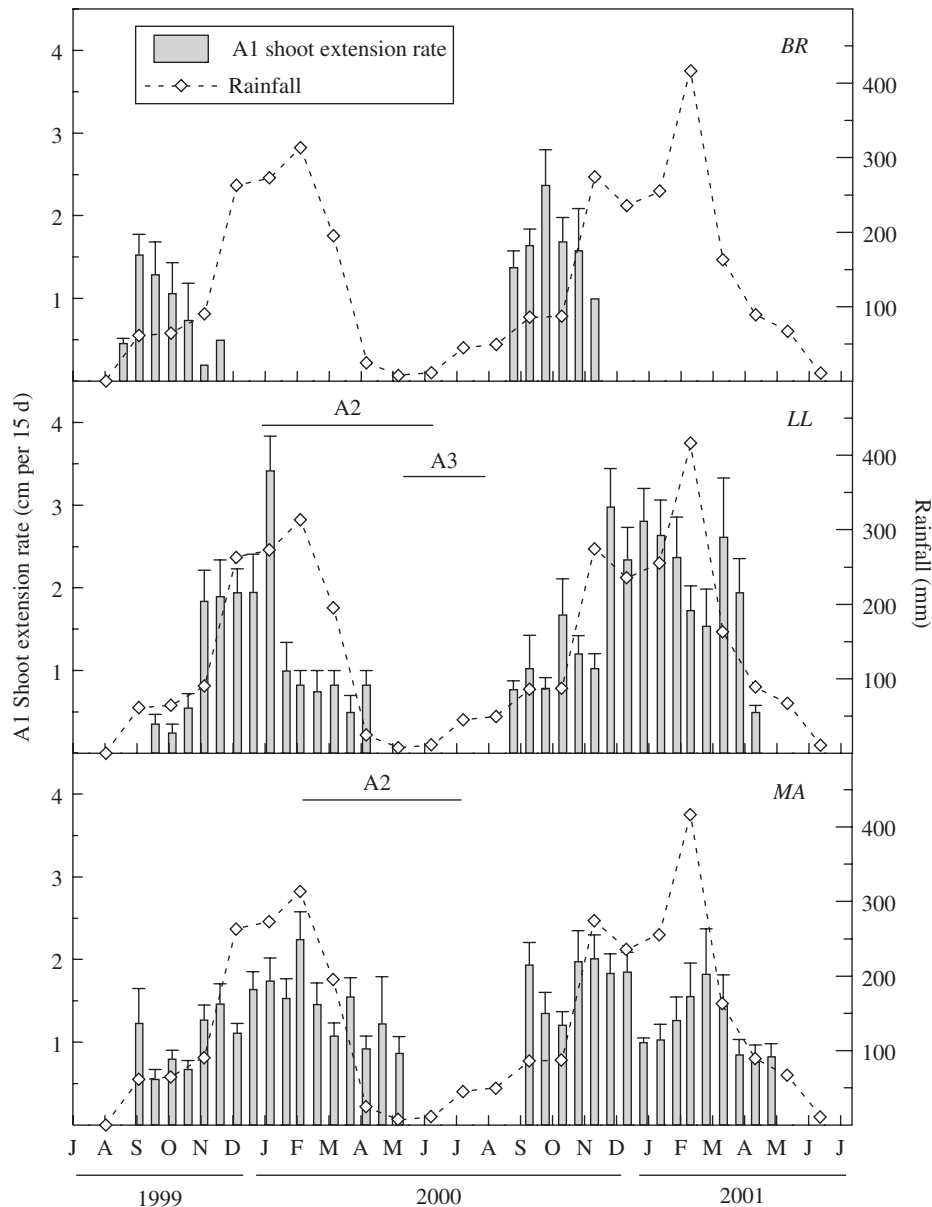 A1 shoot extension rate
Rainfall
BR
4
3
2
1
400
300
200
100
A2
A3
LL
4
3
2
1
400
300
200
100
A2
MA
4
3
2
1
400
300
200
100
A1 Shoot extension rate (cm per 15 d)
Rainfall (mm)
J A S O N D J F M A M J J A S O N D J F M A M J J
1999 2000 2001